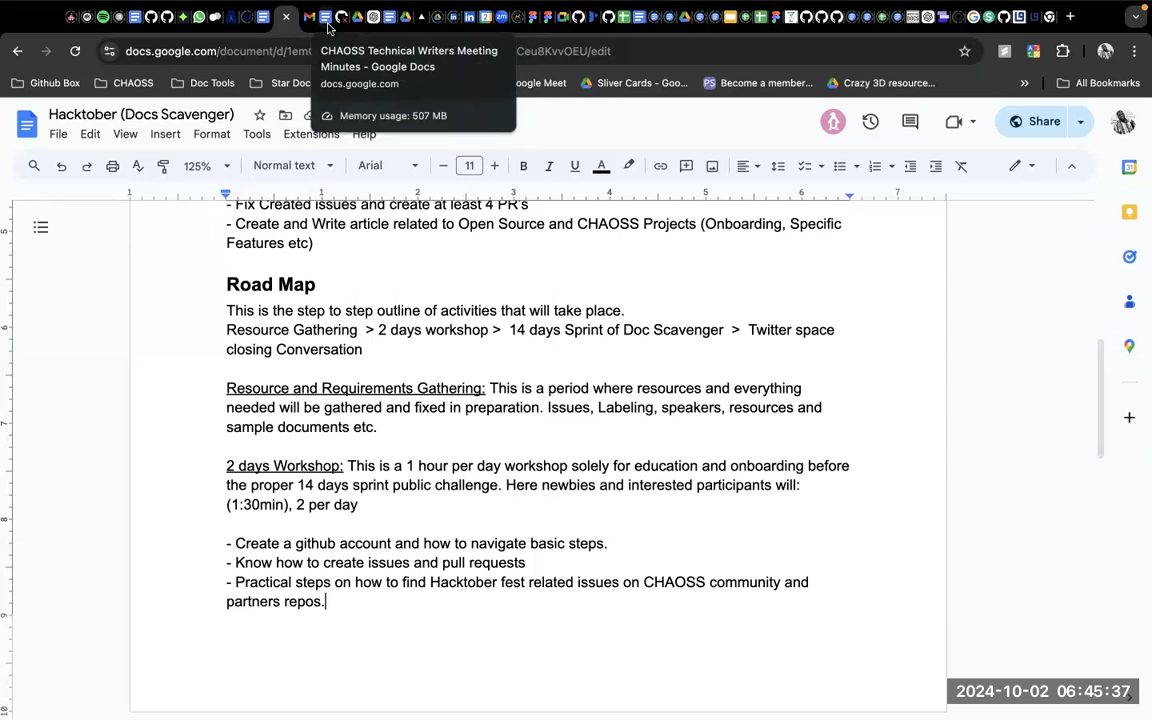 docs.google.com/document/d/1em
Ceu8KvvOEU/edit
CHAOSS Technical Writers Meeting
Minutes - Google Docs
docs.google.com
Memory usage: 507 MB
Github Box
CHAOSS
Doc Tools
Star Doc
oogle Meet
Sliver Cards - Goo...
Become a member...
Crazy 3D resource...
»
All Bookmarks
Hacktober (Docs Scavenger)
File Edit View Insert Format Tools Extensions Help
Share
125% Normal text Arial 11
1 1 2 3 4 5 6 7
- Fix Created issues and create at least 4 PR's
- Create and Write article related to Open Source and CHAOSS Projects (Onboarding, Specific
Features etc)
Road Map
This is the step to step outline of activities that will take place.
Resource Gathering > 2 days workshop > 14 days Sprint of Doc Scavenger > Twitter space
closing Conversation
Resource and Requirements Gathering: This is a period where resources and everything
needed will be gathered and fixed in preparation. Issues, Labeling, speakers, resources and
sample documents etc.
2 days Workshop: This is a 1 hour per day workshop solely for education and onboarding before
the proper 14 days sprint public challenge. Here newbies and interested participants will:
(1:30min), 2 per day
- Create a github account and how to navigate basic steps.
- Know how to create issues and pull requests
- Practical steps on how to find Hacktober fest related issues on CHAOSS community and
partners repos.
2024-10-02 06:45:37